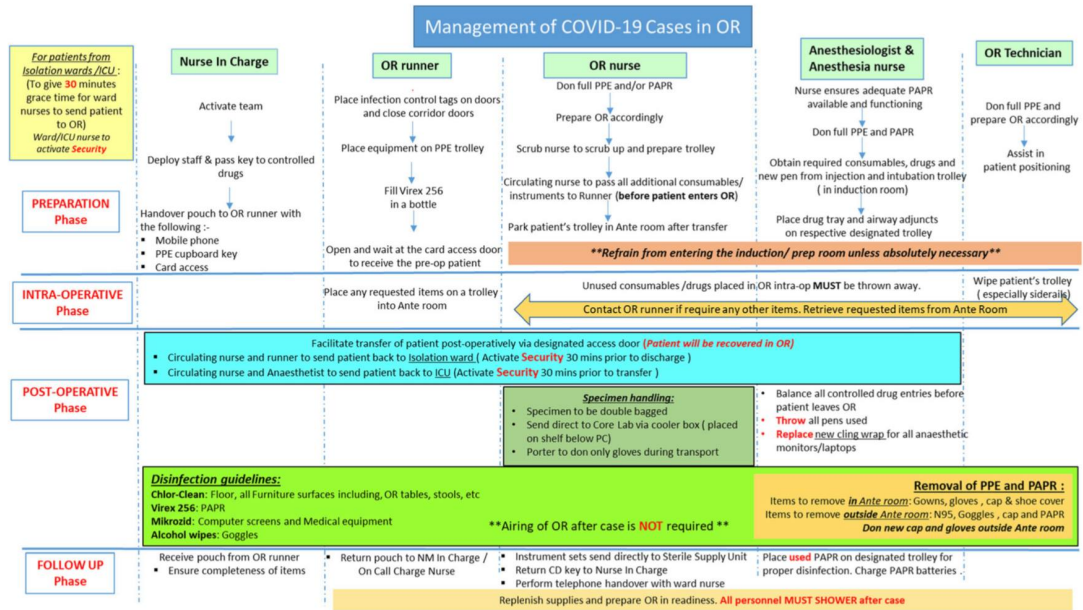 Management of COVID-19 Cases in OR
For patients from
Isolation wards /ICU :
(To give 30 minutes
grace time for ward
nurses to send patient
to OR)
Ward/ICU nurse to
activate Security
PREPARATION
Phase
Nurse In Charge
Activate team
Deploy staff & pass key to controlled
drugs
Handover pouch to OR runner with
the following :-
▪ Mobile phone
▪ PPE cupboard key
▪ Card access
OR runner
Place infection control tags on doors
and close corridor doors
Place equipment on PPE trolley
Fill Virex 256
in a bottle
Open and wait at the card access door
to receive the pre-op patient
OR nurse
Don full PPE and/or PAPR
Prepare OR accordingly
Scrub nurse to scrub up and prepare trolley
Circulating nurse to pass all additional consumables/
instruments to Runner (before patient enters OR)
Park patient's trolley in Ante room after transfer
Anesthesiologist &
Anesthesia nurse
Nurse ensures adequate PAPR
available and functioning
Don full PPE and PAPR
Obtain required consumables, drugs and
new pen from injection and intubation trolley
( in induction room)
Place drug tray and airway adjuncts
on respective designated trolley
OR Technician
Don full PPE and
prepare OR accordingly
Assist in
patient positioning
**Refrain from entering the induction/ prep room unless absolutely necessary**
INTRA-OPERATIVE
Phase
Place any requested items on a trolley
into Ante room
Unused consumables /drugs placed in OR intra-op MUST be thrown away.
Wipe patient's trolley
( especially siderails)
Contact OR runner if require any other items. Retrieve requested items from Ante Room
POST-OPERATIVE
Phase
Facilitate transfer of patient post-operatively via designated access door (Patient will be recovered in OR)
▪ Circulating nurse and runner to send patient back to Isolation ward ( Activate Security 30 mins prior to discharge )
▪ Circulating nurse and Anaesthetist to send patient back to ICU (Activate Security 30 mins prior to transfer )
Specimen handling:
• Specimen to be double bagged
• Send direct to Core Lab via cooler box ( placed
on shelf below PC)
• Porter to don only gloves during transport
▪ Balance all controlled drug entries before
patient leaves OR
▪ Throw all pens used
▪ Replace new cling wrap for all anaesthetic
monitors/laptops
Disinfection guidelines:
Chlor-Clean: Floor, all Furniture surfaces including, OR tables, stools, etc
Virex 256: PAPR
Mikrozid: Computer screens and Medical equipment
Alcohol wipes: Goggles
**Airing of OR after case is NOT required **
Removal of PPE and PAPR :
Items to remove in Ante room: Gowns, gloves , cap & shoe cover
Items to remove outside Ante room: N95, Goggles , cap and PAPR
Don new cap and gloves outside Ante room
FOLLOW UP
Phase
Receive pouch from OR runner
▪ Ensure completeness of items
▪ Return pouch to NM In Charge /
On Call Charge Nurse
▪ Instrument sets send directly to Sterile Supply Unit
▪ Return CD key to Nurse In Charge
▪ Perform telephone handover with ward nurse
Place used PAPR on designated trolley for
proper disinfection. Charge PAPR batteries .
Replenish supplies and prepare OR in readiness. All personnel MUST SHOWER after case